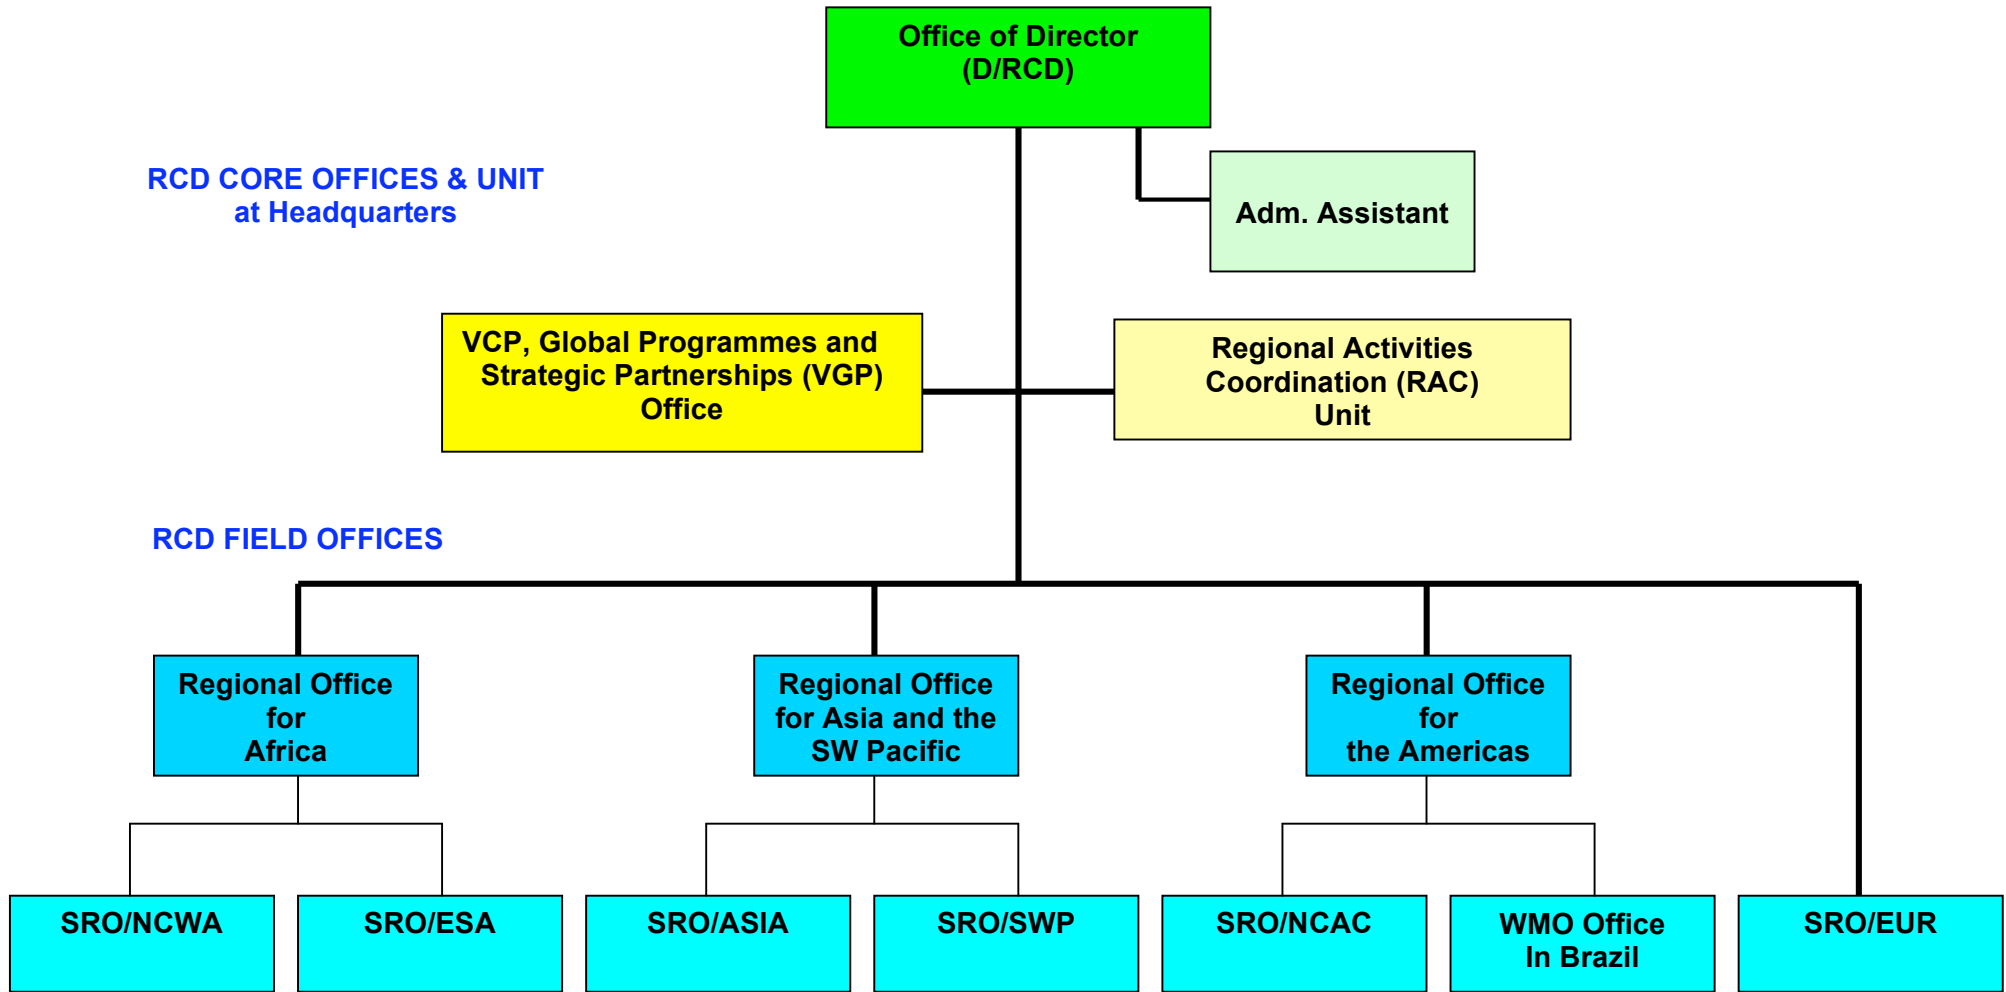 Office of Director
(D/RCD)
RCD CORE OFFICES & UNIT
at Headquarters
Adm. Assistant
VCP, Global Programmes and
Strategic Partnerships (VGP)
Office
Regional Activities
Coordination (RAC)
Unit
RCD FIELD OFFICES
Regional Office
for
Africa
Regional Office
for Asia and the
SW Pacific
Regional Office
for
the Americas
SRO/NCWA
SRO/ESA
SRO/ASIA
SRO/SWP
SRO/NCAC
WMO Office
In Brazil
SRO/EUR